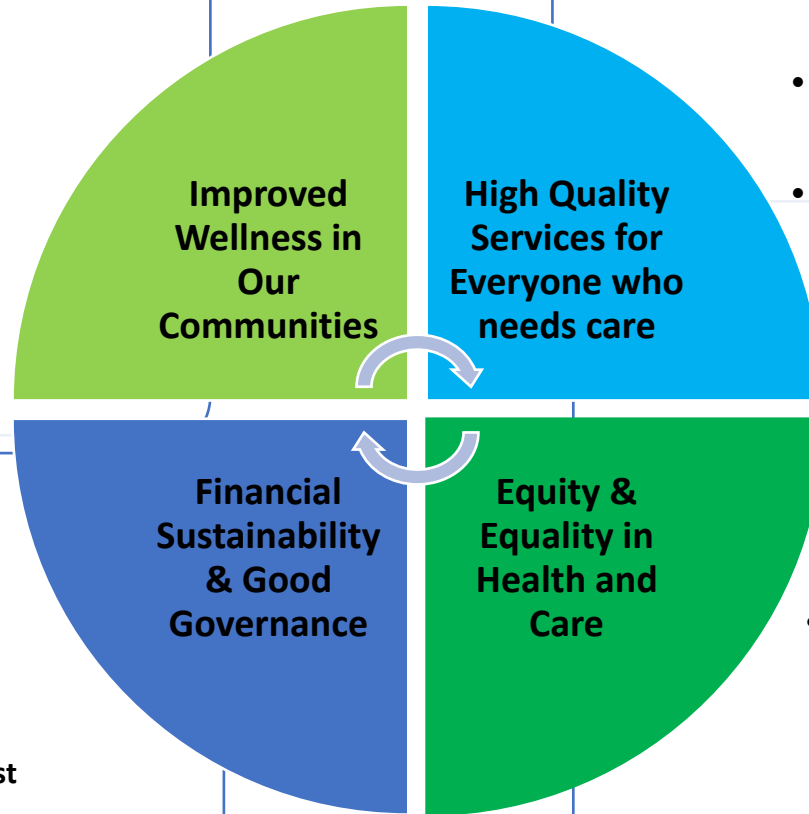 Improved
Wellness in
Our
Communities
High Quality
Services for
Everyone who
needs care
Financial
Sustainability
& Good
Governance
Equity &
Equality in
Health and
Care